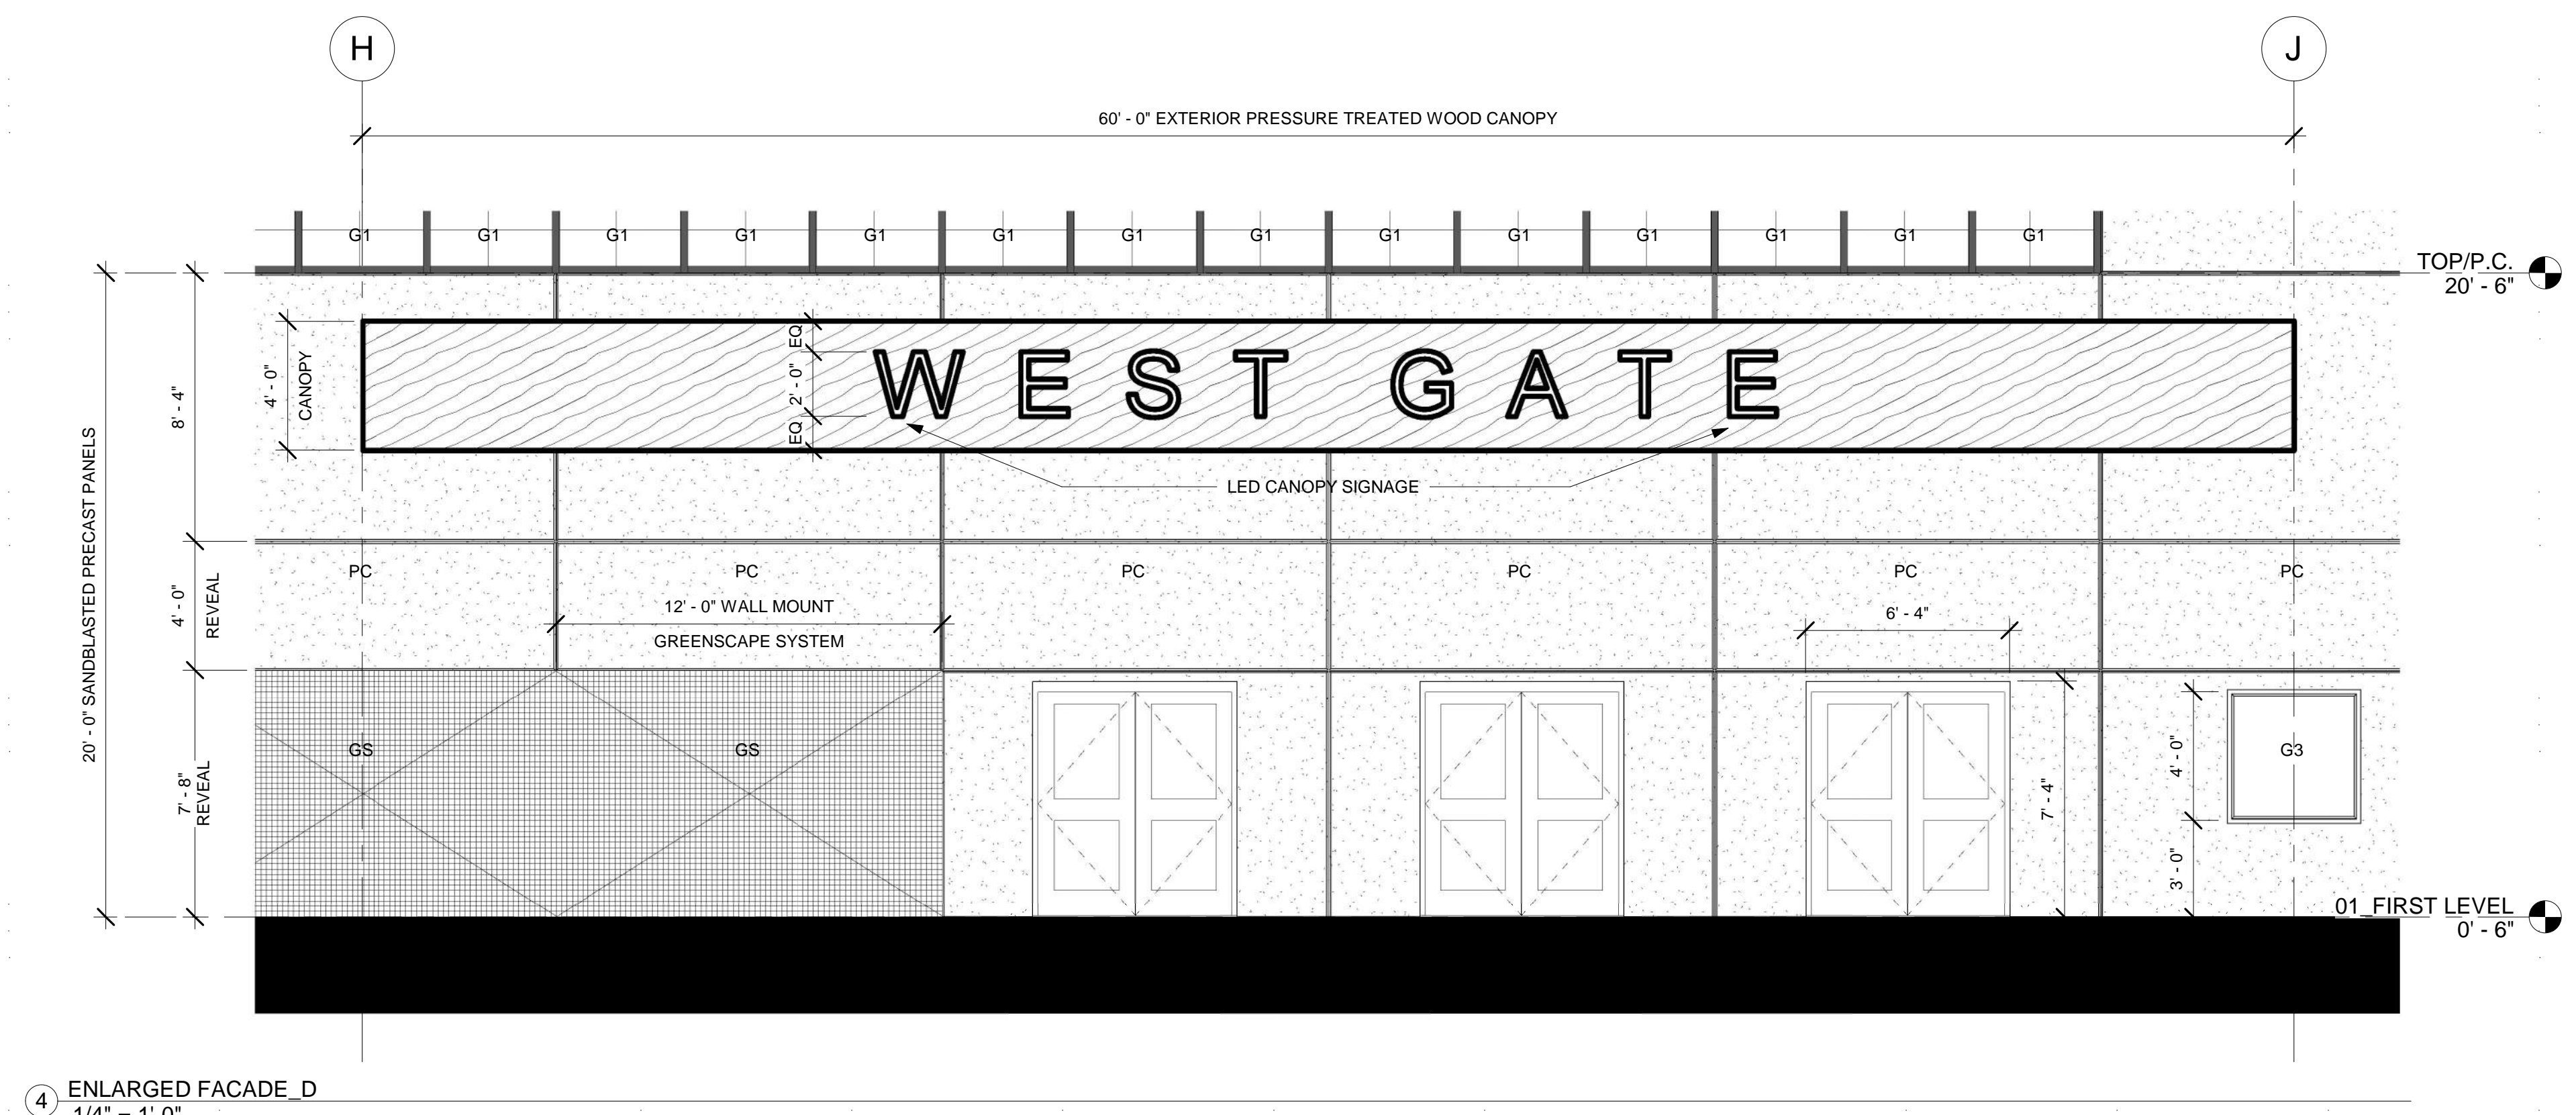 H
J
60' - 0" EXTERIOR PRESSURE TREATED WOOD CANOPY
G1 G1 G1 G1 G1 G1 G1 G1 G1 G1 G1 G1 G1 G1
TOP/P.C.
20' - 6"
20' - 0" SANDBLASTED PRECAST PANELS
8' - 4"
4' - 0"
CANOPY
EQ
2' - 0"
EQ
WEST GATE
LED CANOPY SIGNAGE
4' - 0"
REVEAL
PC PC PC PC PC PC
12' - 0" WALL MOUNT
GREENSCAPE SYSTEM
6' - 4"
7' - 8"
REVEAL
GS GS
7' - 4"
4' - 0"
3' - 0"
G3
01_FIRST LEVEL
0' - 6"
4
ENLARGED FACADE_D
1/4" = 1'-0"